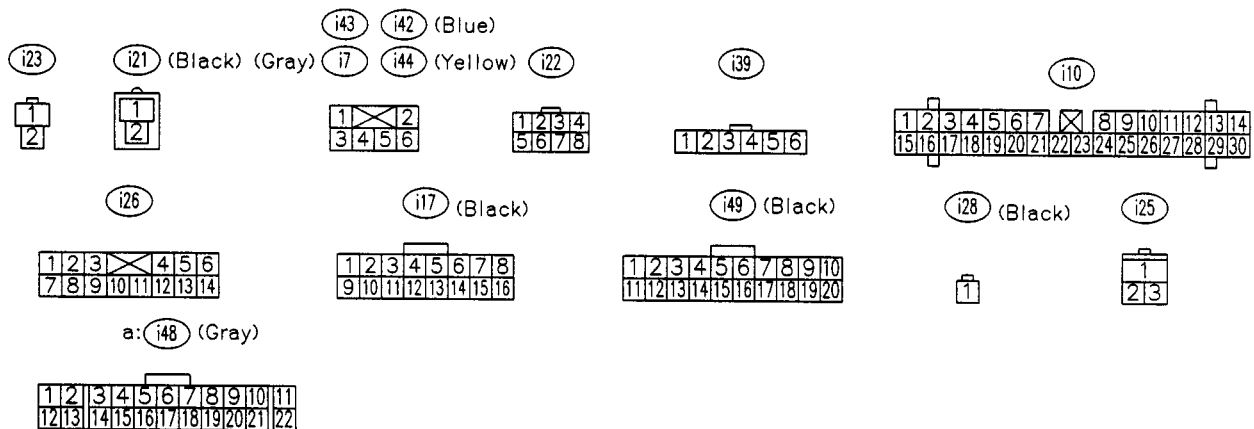 i43 i42 (Blue)
i23 i21 (Black) (Gray) i7 i44 (Yellow) i22 i39 i10
1
2
1
2
1 2
3 4 5 6
1 2 3 4
5 6 7 8
1 2 3 4 5 6
1 2 3 4 5 6 7 8 9 10 11 12 13 14
15 16 17 18 19 20 21 22 23 24 25 26 27 28 29 30
i26 i17 (Black) i49 (Black) i28 (Black) i25
1 2 3 4 5 6
7 8 9 10 11 12 13 14
1 2 3 4 5 6 7 8
9 10 11 12 13 14 15 16
1 2 3 4 5 6 7 8 9 10
11 12 13 14 15 16 17 18 19 20
1
1
2 3
a: i48 (Gray)
1 2 3 4 5 6 7 8 9 10 11
12 13 14 15 16 17 18 19 20 21 22